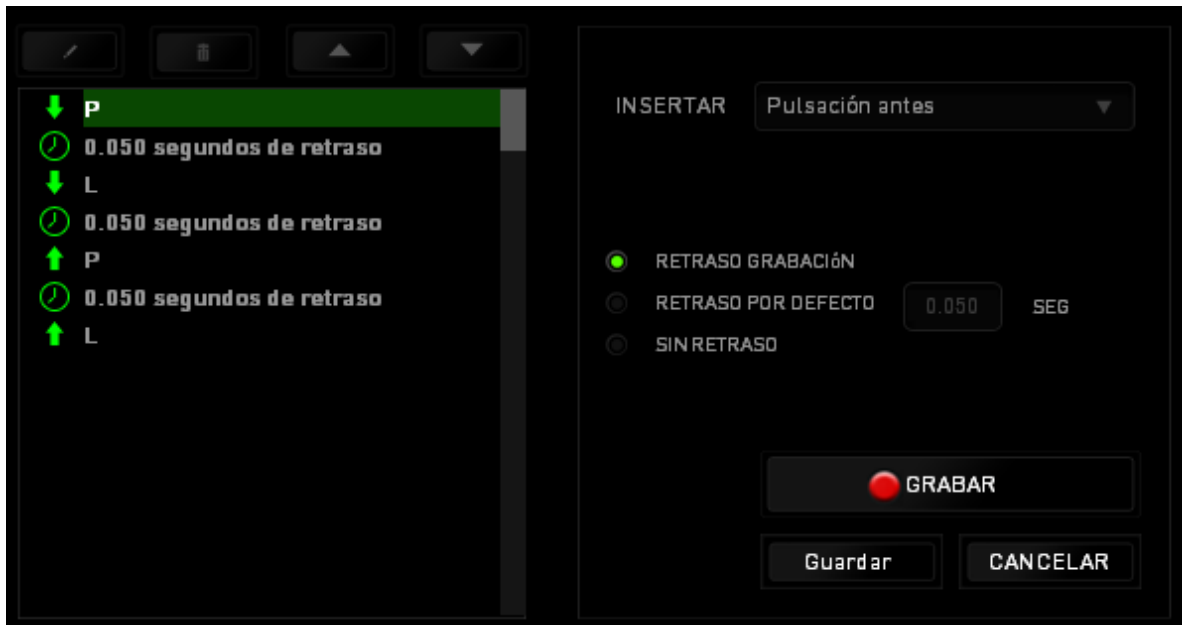 P
0.050 segundos de retraso
L
0.050 segundos de retraso
P
0.050 segundos de retraso
L
INSERTAR Pulsación antes
RETRASO GRABACIóN
RETRASO POR DEFECTO 0.050 SEG
SIN RETRASO
GRABAR
Guardar CANCELAR